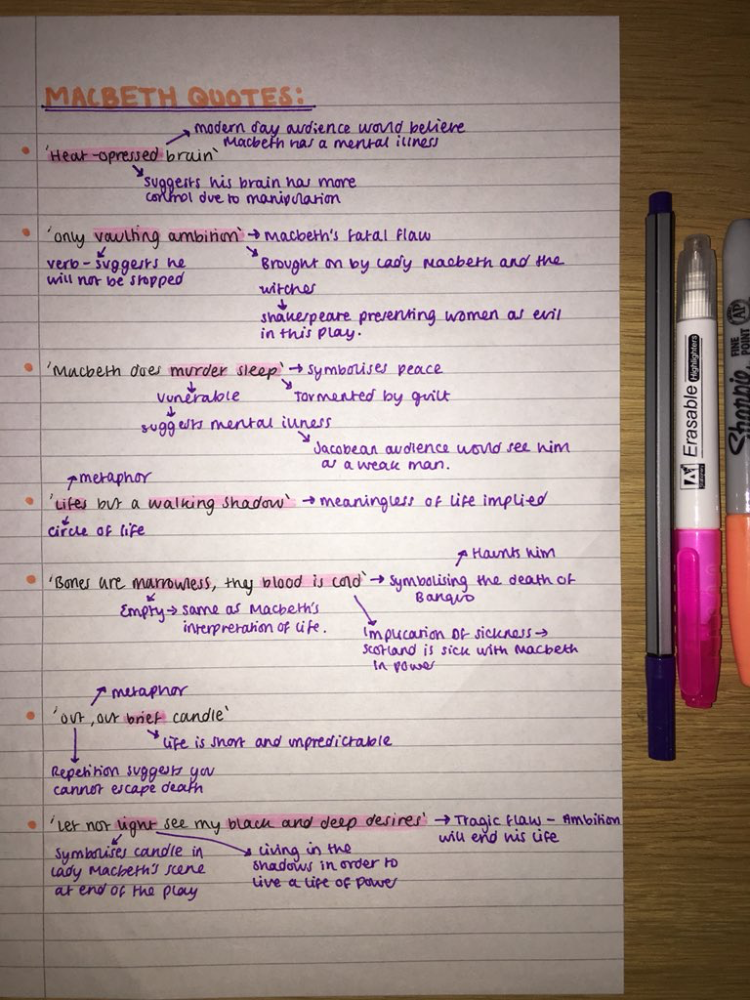 MACBETH QUOTES:
modern day audience would believe
Macbeth has a mental illness
'Heat-opressed brain'
suggests his brain has more
control due to manipulation
'only vaulting ambition' → Macbeth's fatal flaw
verb - suggests he
will not be stopped
Brought on by Lady Macbeth and the
witches
shakespeare presenting women as evil
in this play.
'Macbeth does murder sleep' → symbolises peace
vunerable
Tormented by guilt
suggests mental illness
Jacobean audience would see him
as a weak man.
metaphor
'Lifes but a walking shadow' → meaningless of life implied
circle of life
Haunts him
'Bones are marrowless, they blood is cold' → symbolising the death of
Banquo
Empty → same as Macbeth's
interpretation of life.
Implication of sickness →
Scotland is sick with Macbeth
in power
metaphor
'out, out brief candle'
Life is short and unpredictable
Repetition suggests you
cannot escape death
'Let not light see my black and deep desires' → Tragic flaw - Ambition
will end his life
Symbolises candle in
Lady Macbeth's scene
at end of the play
Living in the
shadows in order to
live a life of power
Erasable Highlighters
Sharpie
FINE
POINT
AP